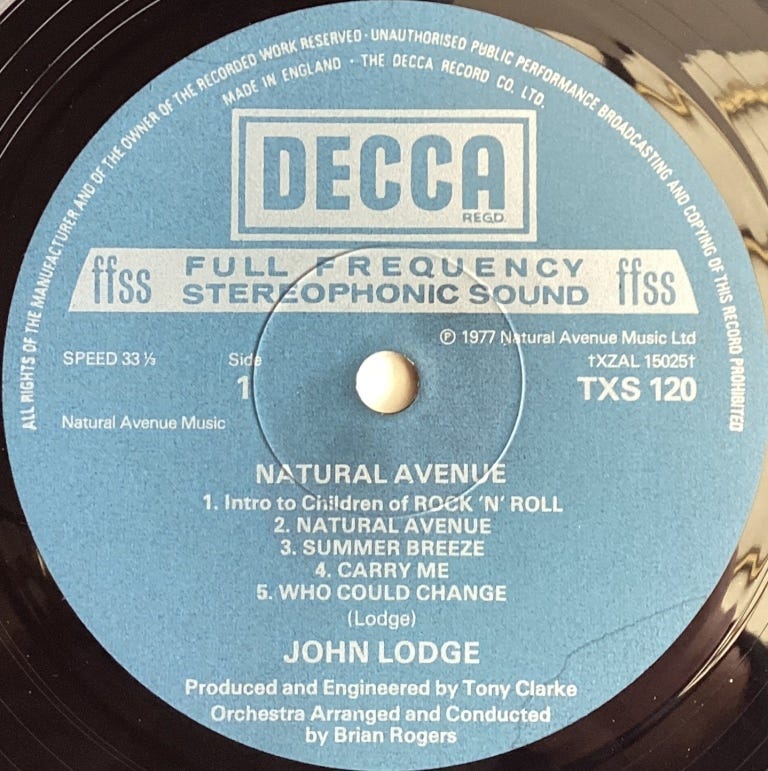 ALL RIGHTS OF THE MANUFACTURER AND OF THE OWNER OF THE RECORDED WORK RESERVED · UNAUTHORISED PUBLIC PERFORMANCE BROADCASTING AND COPYING OF THIS RECORD PROHIBITED
MADE IN ENGLAND · THE DECCA RECORD CO. LTD.
DECCA
REGD.
ffss FULL FREQUENCY ffss
STEREOPHONIC SOUND
℗ 1977 Natural Avenue Music Ltd
SPEED 33⅓ Side †XZAL 15025†
1 TXS 120
Natural Avenue Music
NATURAL AVENUE
1. Intro to Children of ROCK 'N' ROLL
2. NATURAL AVENUE
3. SUMMER BREEZE
4. CARRY ME
5. WHO COULD CHANGE
(Lodge)
JOHN LODGE
Produced and Engineered by Tony Clarke
Orchestra Arranged and Conducted
by Brian Rogers